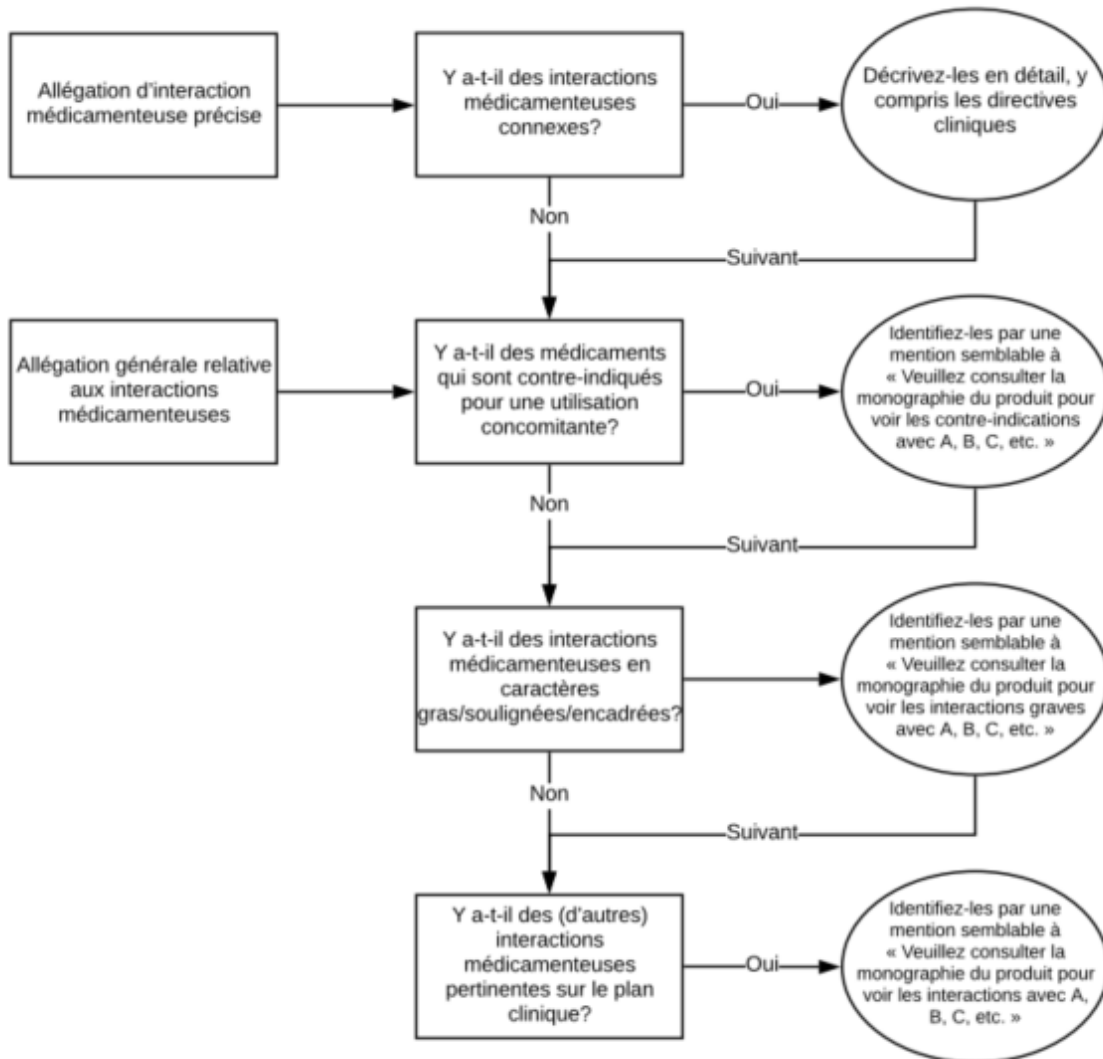 Allégation d'interaction
médicamenteuse précise
Y a-t-il des interactions
médicamenteuses
connexes?
Oui
Décrivez-les en détail, y
compris les directives
cliniques
Non
Suivant
Allégation générale relative
aux interactions
médicamenteuses
Y a-t-il des médicaments
qui sont contre-indiqués
pour une utilisation
concomitante?
Oui
Identifiez-les par une
mention semblable à
« Veuillez consulter la
monographie du produit pour
voir les contre-indications
avec A, B, C, etc. »
Non
Suivant
Y a-t-il des interactions
médicamenteuses en
caractères
gras/soulignées/encadrées?
Identifiez-les par une
mention semblable à
« Veuillez consulter la
monographie du produit pour
voir les interactions graves
avec A, B, C, etc. »
Non
Suivant
Y a-t-il des (d'autres)
interactions
médicamenteuses
pertinentes sur le plan
clinique?
Oui
Identifiez-les par une
mention semblable à
« Veuillez consulter la
monographie du produit pour
voir les interactions avec A,
B, C, etc. »